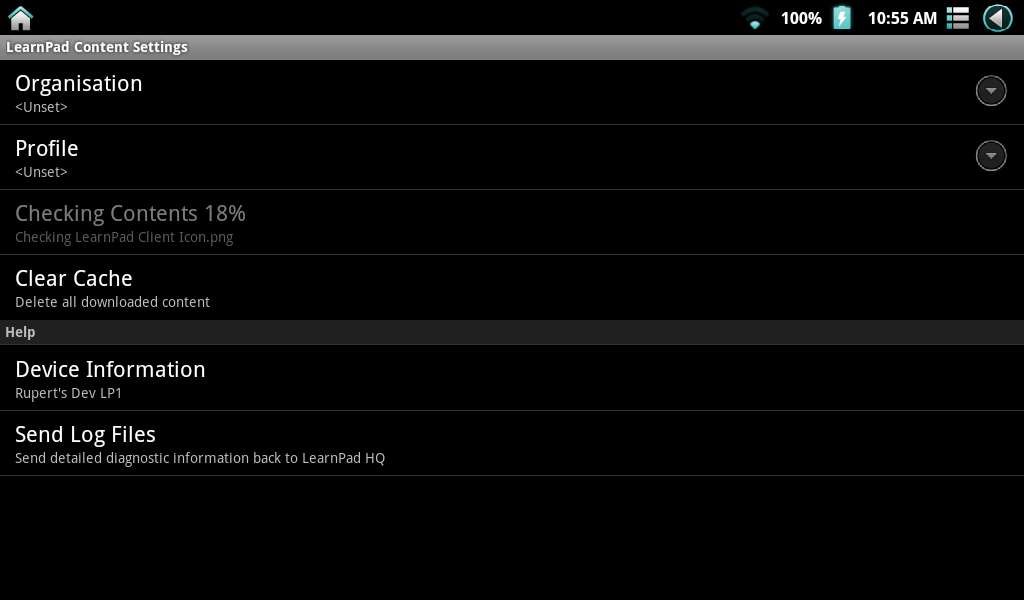 100% 10:55 AM
LearnPad Content Settings
Organisation
<Unset>
Profile
<Unset>
Checking Contents 18%
Checking LearnPad Client Icon.png
Clear Cache
Delete all downloaded content
Help
Device Information
Rupert's Dev LP1
Send Log Files
Send detailed diagnostic information back to LearnPad HQ